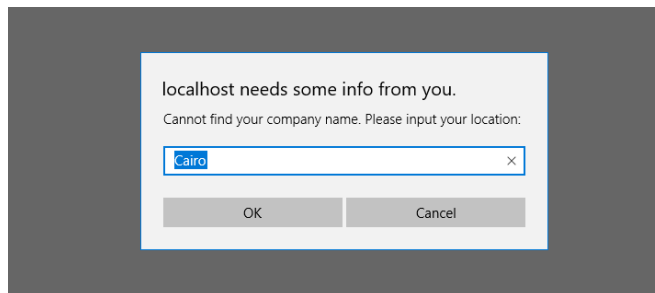 localhost needs some info from you.
Cannot find your company name. Please input your location:
Cairo
OK
Cancel